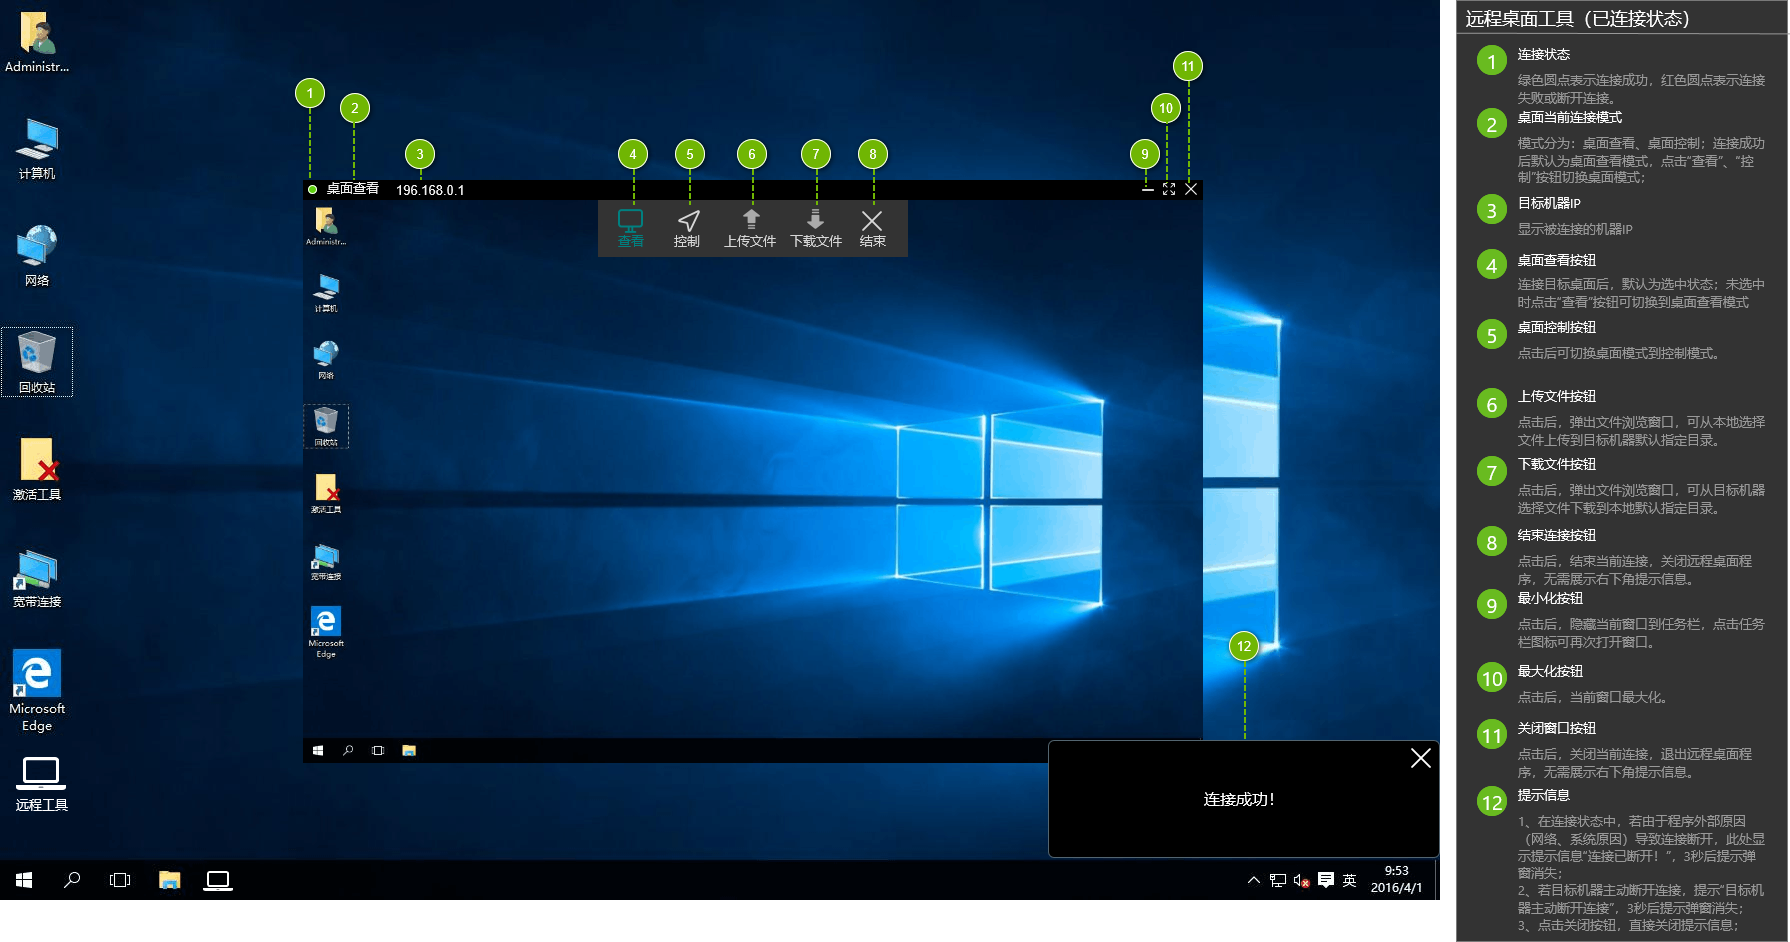 Administr...
计算机
网络
回收站
激活工具
宽带连接
Microsoft
Edge
远程工具
1
2
3
4
5
6
7
8
9
10
11
桌面查看 196.168.0.1
查看 控制 上传文件 下载文件 结束
Administr...
计算机
网络
回收站
激活工具
宽带连接
Microsoft
Edge
12
连接成功！
英
9:53
2016/4/1
远程桌面工具（已连接状态）
1 连接状态
绿色圆点表示连接成功，红色圆点表示连接
失败或断开连接。
2 桌面当前连接模式
模式分为：桌面查看、桌面控制；连接成功
后默认为桌面查看模式，点击“查看”、“控
制”按钮切换桌面模式；
3 目标机器IP
显示被连接的机器IP
4 桌面查看按钮
连接目标桌面后，默认为选中状态；未选中
时点击“查看”按钮可切换到桌面查看模式
5 桌面控制按钮
点击后可切换桌面模式到控制模式。
6 上传文件按钮
点击后，弹出文件浏览窗口，可从本地选择
文件上传到目标机器默认指定目录。
7 下载文件按钮
点击后，弹出文件浏览窗口，可从目标机器
选择文件下载到本地默认指定目录。
8 结束连接按钮
点击后，结束当前连接，关闭远程桌面程
序，无需展示右下角提示信息。
9 最小化按钮
点击后，隐藏当前窗口到任务栏，点击任务
栏图标可再次打开窗口。
10 最大化按钮
点击后，当前窗口最大化。
11 关闭窗口按钮
点击后，关闭当前连接，退出远程桌面程
序，无需展示右下角提示信息。
12 提示信息
1、在连接状态中，若由于程序外部原因
（网络、系统原因）导致连接断开，此处显
示提示信息“连接已断开！”，3秒后提示弹
窗消失；
2、若目标机器主动断开连接，提示“目标机
器主动断开连接”，3秒后提示弹窗消失；
3、点击关闭按钮，直接关闭提示信息；